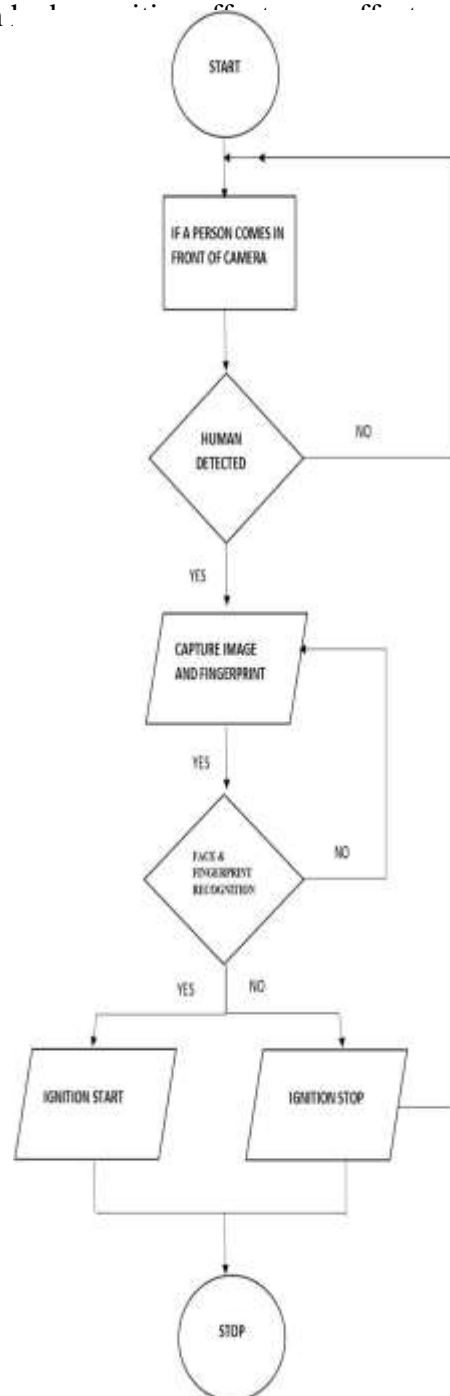 START
IF A PERSON COMES IN
FRONT OF CAMERA
HUMAN
DETECTED
NO
YES
CAPTURE IMAGE
AND FINGERPRINT
YES
FACE &
FINGERPRINT
RECOGNITION
NO
YES
NO
IGNITION START
IGNITION STOP
STOP